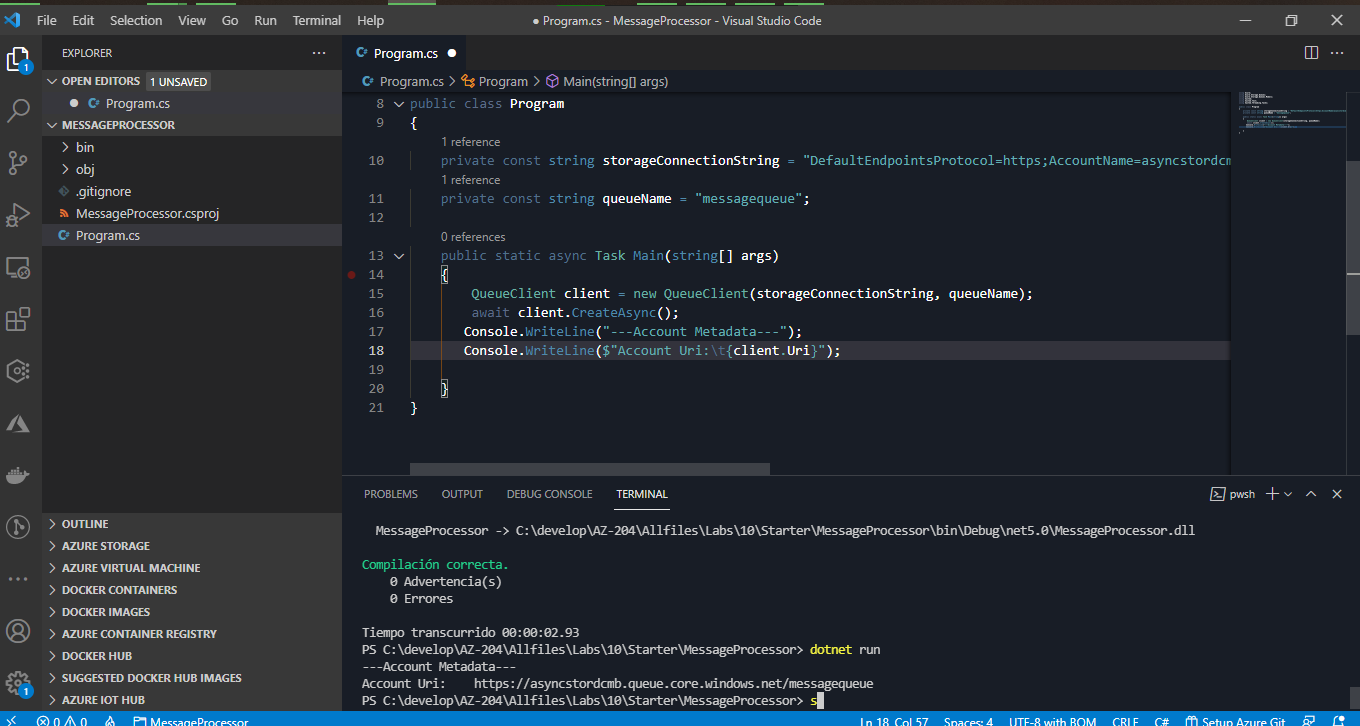 File Edit Selection View Go Run Terminal Help
● Program.cs - MessageProcessor - Visual Studio Code
EXPLORER
OPEN EDITORS 1 UNSAVED
Program.cs
MESSAGEPROCESSOR
bin
obj
.gitignore
MessageProcessor.csproj
Program.cs
OUTLINE
AZURE STORAGE
AZURE VIRTUAL MACHINE
DOCKER CONTAINERS
DOCKER IMAGES
AZURE CONTAINER REGISTRY
DOCKER HUB
SUGGESTED DOCKER HUB IMAGES
AZURE IOT HUB
1
1
Program.cs
Program.cs > Program > Main(string[] args)
8 public class Program
9 {
1 reference
10 private const string storageConnectionString = "DefaultEndpointsProtocol=https;AccountName=asyncstordcm
1 reference
11 private const string queueName = "messagequeue";
12
0 references
13 public static async Task Main(string[] args)
14 {
15 QueueClient client = new QueueClient(storageConnectionString, queueName);
16 await client.CreateAsync();
17 Console.WriteLine("---Account Metadata---");
18 Console.WriteLine($"Account Uri:\t{client.Uri}");
19
20 }
21 }
PROBLEMS OUTPUT DEBUG CONSOLE TERMINAL
pwsh
MessageProcessor -> C:\develop\AZ-204\Allfiles\Labs\10\Starter\MessageProcessor\bin\Debug\net5.0\MessageProcessor.dll
Compilación correcta.
0 Advertencia(s)
0 Errores
Tiempo transcurrido 00:00:02.93
PS C:\develop\AZ-204\Allfiles\Labs\10\Starter\MessageProcessor> dotnet run
---Account Metadata---
Account Uri: https://asyncstordcmb.queue.core.windows.net/messagequeue
PS C:\develop\AZ-204\Allfiles\Labs\10\Starter\MessageProcessor> s
0 0 MessageProcessor
Ln 18, Col 57 Spaces: 4 UTF-8 with BOM CRLF C# Setup Azure Git